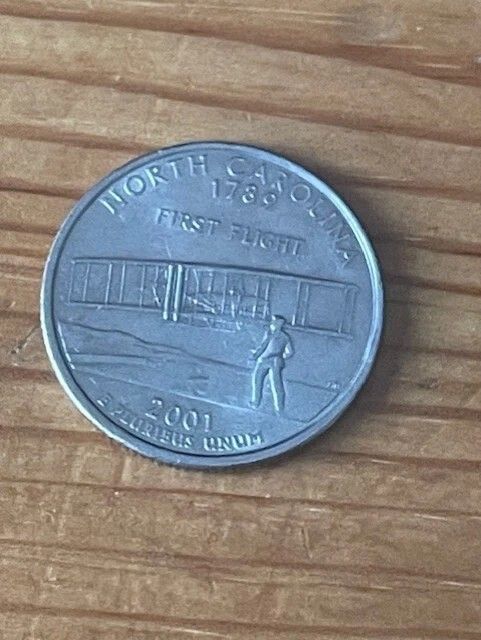 NORTH CAROLINA
1789
FIRST FLIGHT
2001
E PLURIBUS UNUM